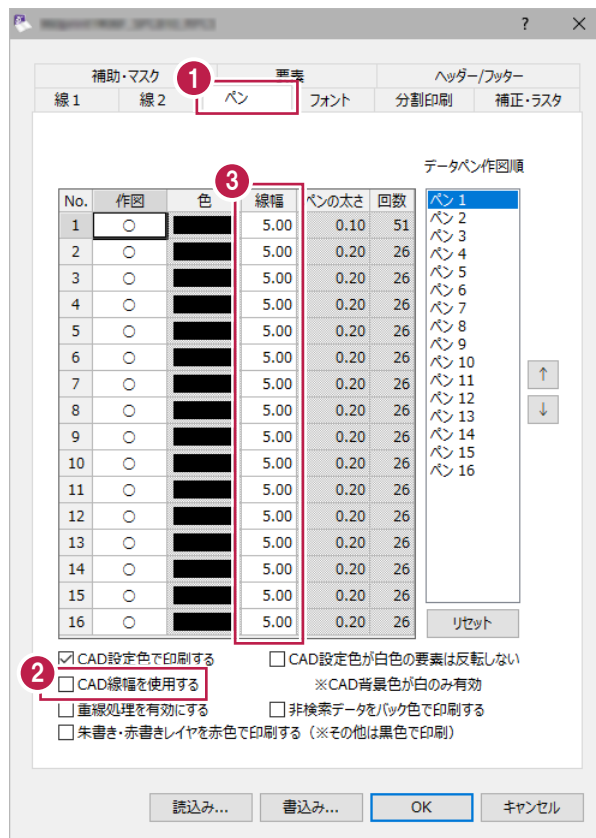 ?
補助・マスク 1 要素 ヘッダー/フッター
線1 線2 ペン フォント 分割印刷 補正・ラスタ
データペン作図順
3
No. 作図 色 線幅 ペンの太さ 回数
1 ○ 5.00 0.10 51
2 ○ 5.00 0.20 26
3 ○ 5.00 0.20 26
4 ○ 5.00 0.20 26
5 ○ 5.00 0.20 26
6 ○ 5.00 0.20 26
7 ○ 5.00 0.20 26
8 ○ 5.00 0.20 26
9 ○ 5.00 0.20 26
10 ○ 5.00 0.20 26
11 ○ 5.00 0.20 26
12 ○ 5.00 0.20 26
13 ○ 5.00 0.20 26
14 ○ 5.00 0.20 26
15 ○ 5.00 0.20 26
16 ○ 5.00 0.20 26
ペン 1
ペン 2
ペン 3
ペン 4
ペン 5
ペン 6
ペン 7
ペン 8
ペン 9
ペン 10
ペン 11
ペン 12
ペン 13
ペン 14
ペン 15
ペン 16
↑
↓
リセット
CAD設定色で印刷する CAD設定色が白色の要素は反転しない
2 CAD線幅を使用する ※CAD背景色が白のみ有効
重線処理を有効にする 非検索データをバック色で印刷する
朱書き・赤書きレイヤを赤色で印刷する(※その他は黒色で印刷)
読込み... 書込み... OK キャンセル